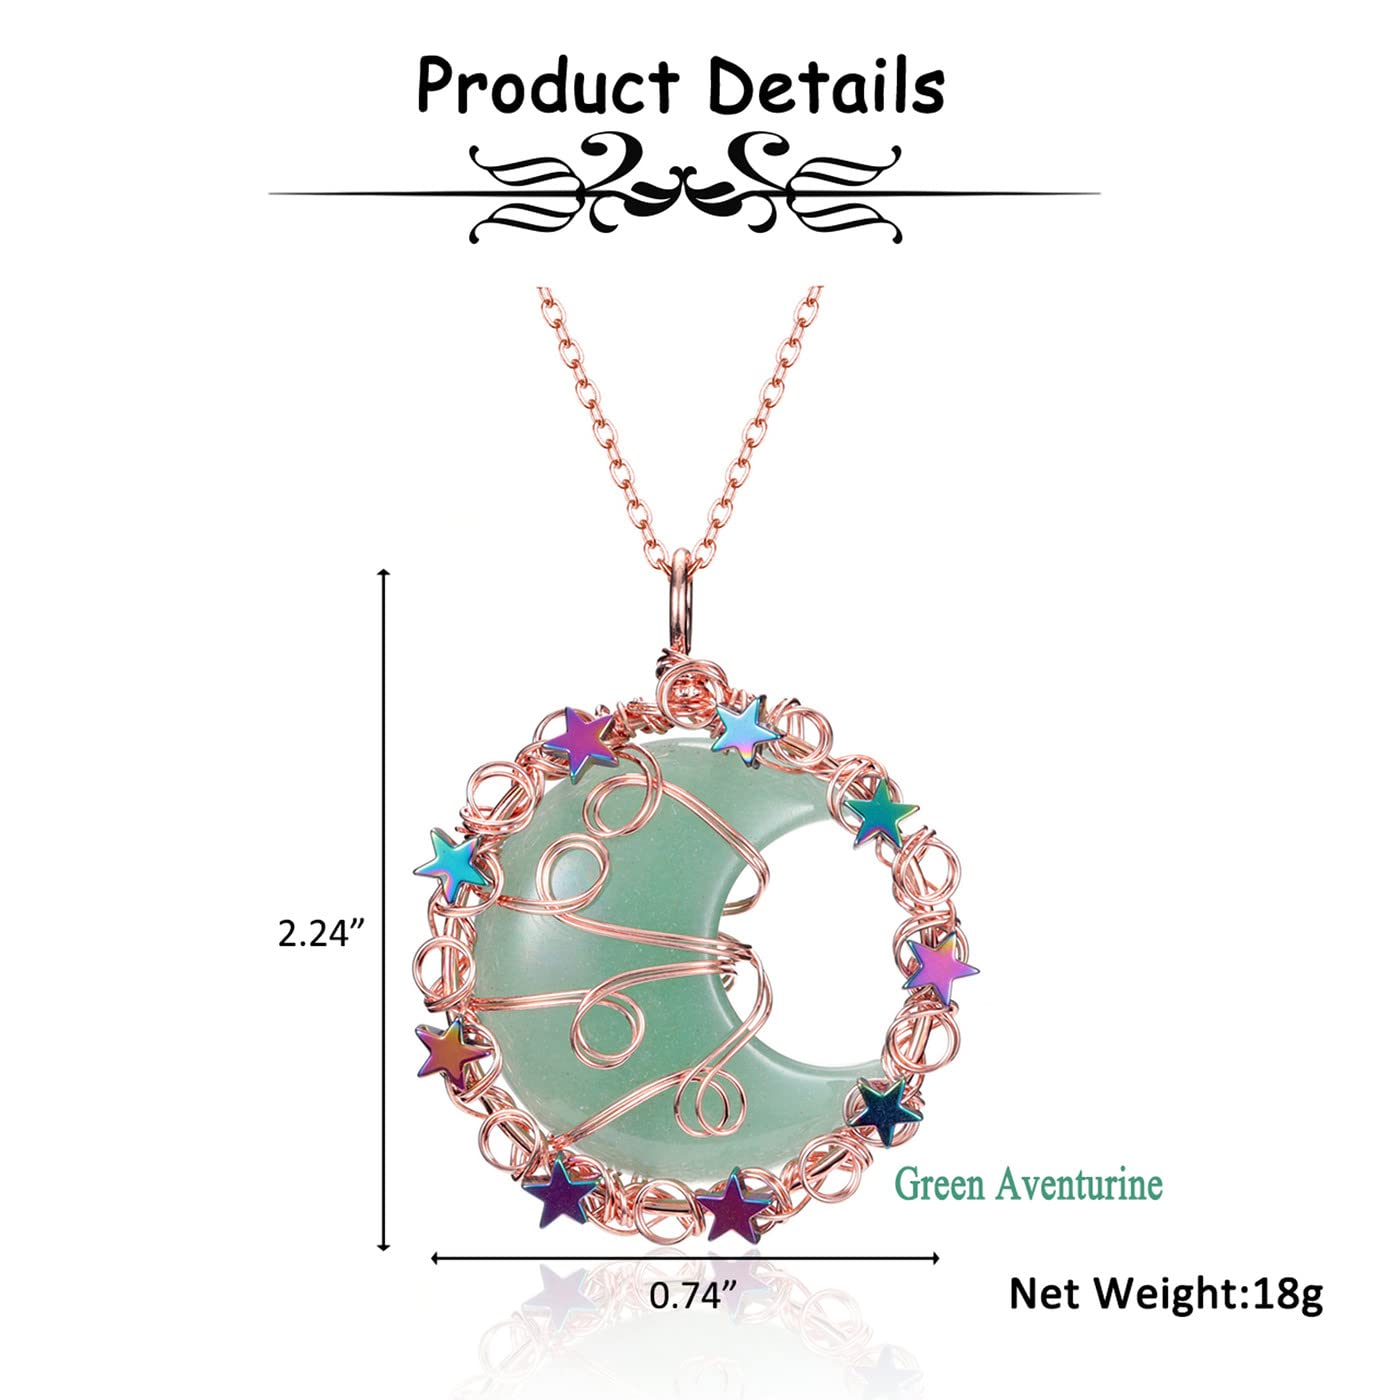 Product Details
2.24”
Green Aventurine
0.74”
Net Weight:18g